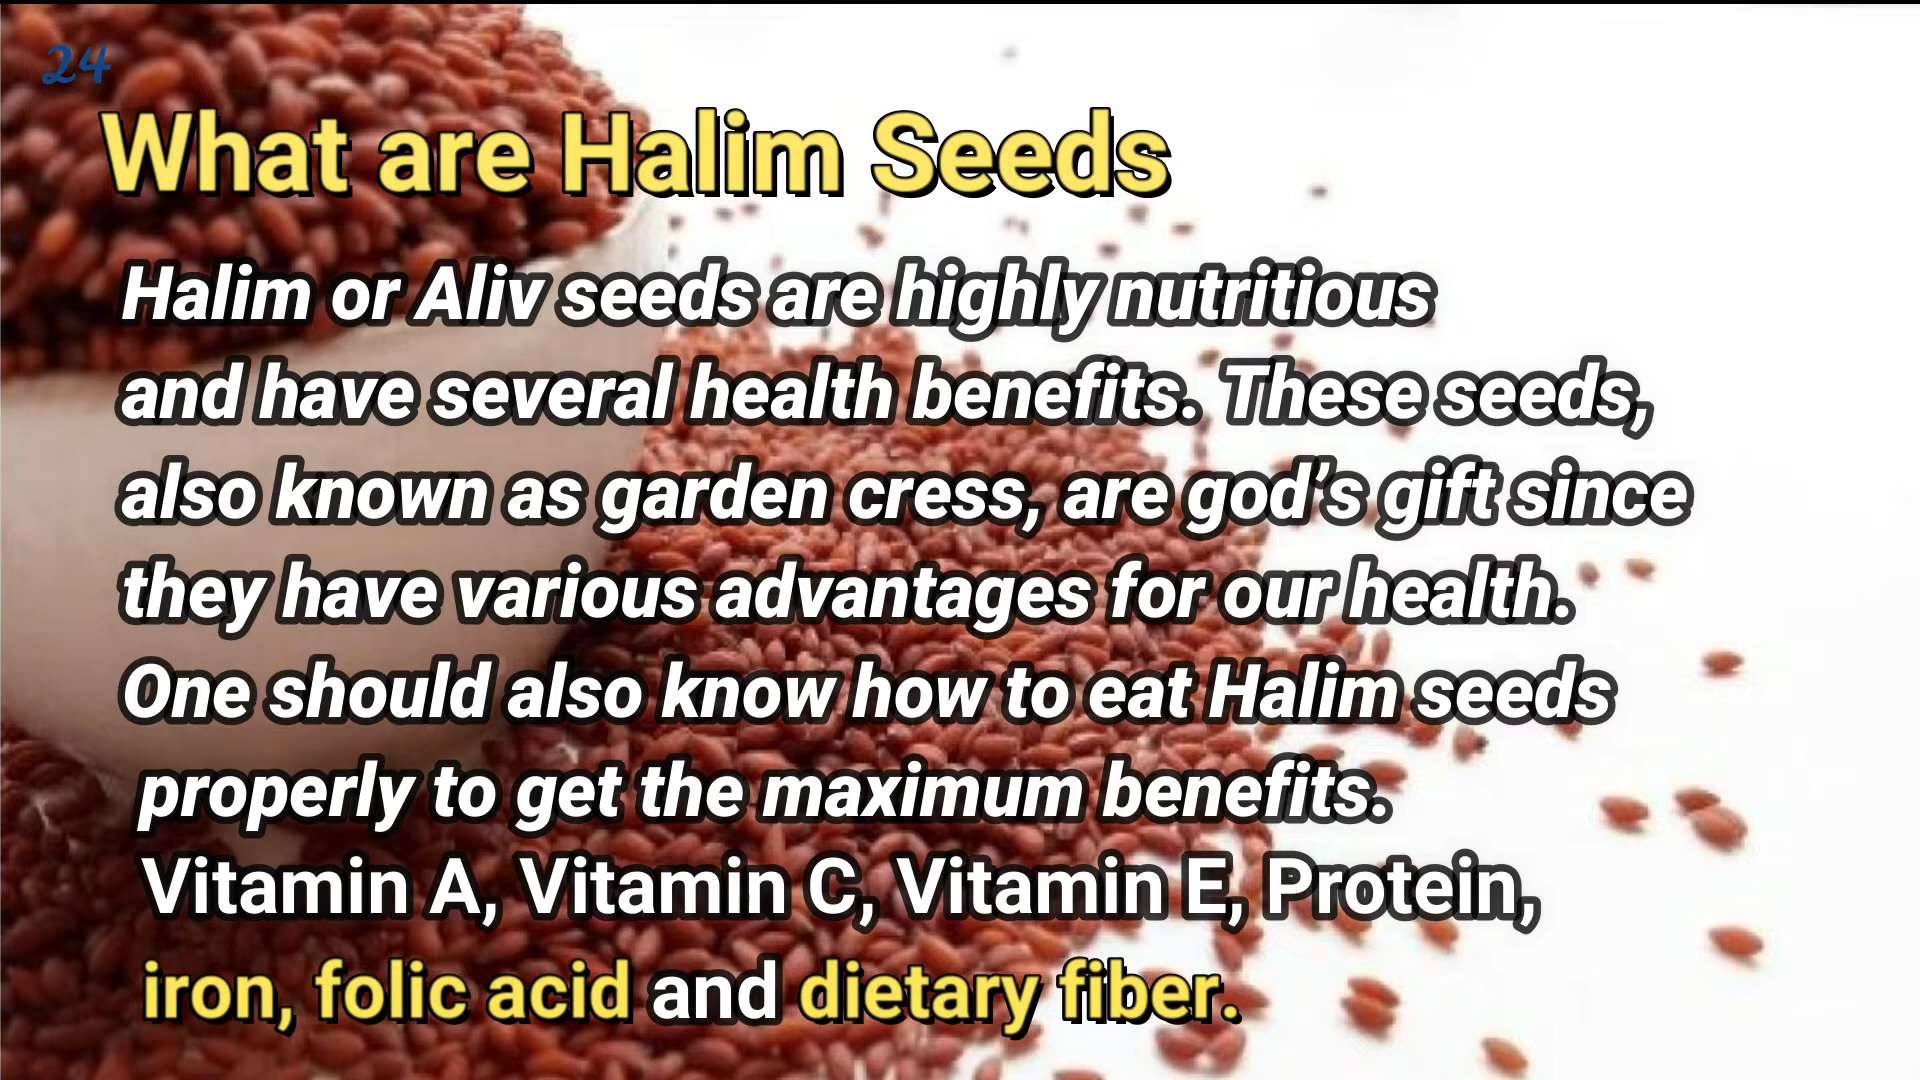 24
What are Halim Seeds
Halim or Aliv seeds are highly nutritious
and have several health benefits. These seeds,
also known as garden cress, are god's gift since
they have various advantages for our health.
One should also know how to eat Halim seeds
properly to get the maximum benefits.
Vitamin A, Vitamin C, Vitamin E, Protein,
iron, folic acid and dietary fiber.